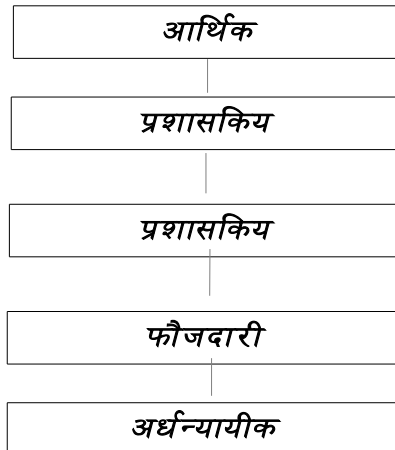 आर्थिक
प्रशासकिय
प्रशासकिय
फौजदारी
अर्धन्यायीक